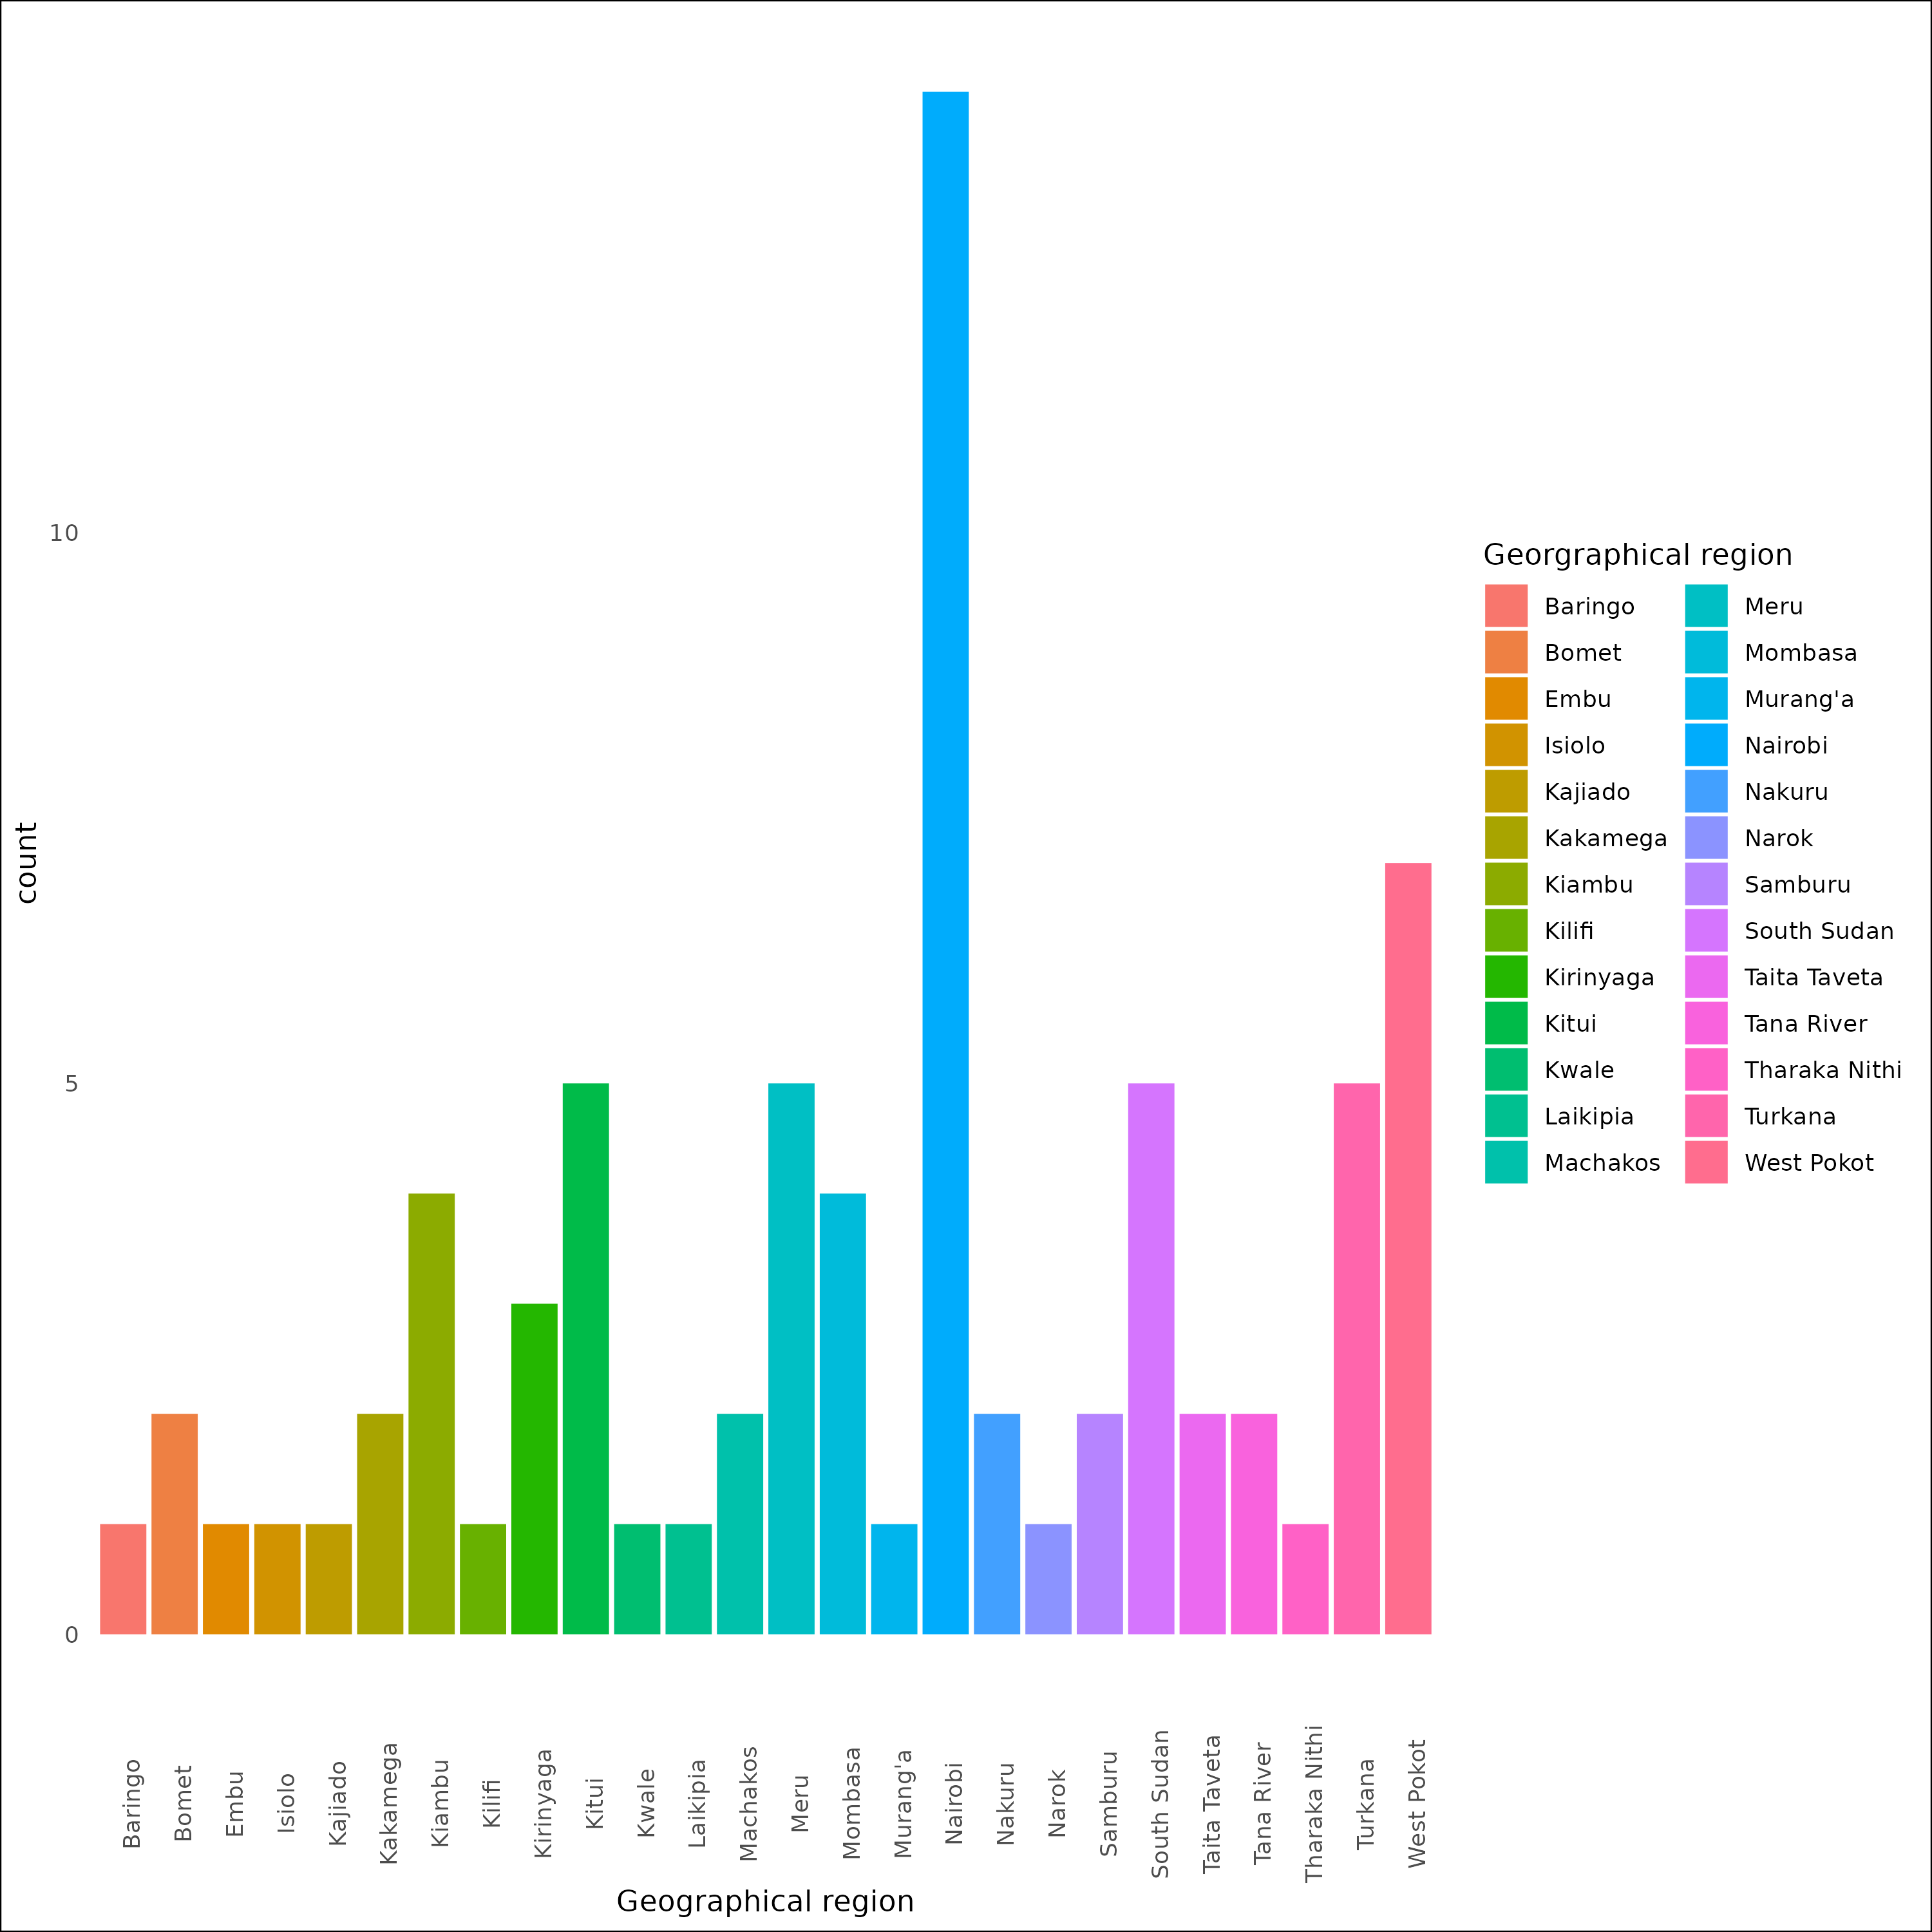 count
10
5
0
Baringo
Bomet
Embu
Isiolo
Kajiado
Kakamega
Kiambu
Kilifi
Kirinyaga
Kitui
Kwale
Laikipia
Machakos
Meru
Mombasa
Murang'a
Nairobi
Nakuru
Narok
Samburu
South Sudan
Taita Taveta
Tana River
Tharaka Nithi
Turkana
West Pokot
Geographical region
Georgraphical region
Baringo
Bomet
Embu
Isiolo
Kajiado
Kakamega
Kiambu
Kilifi
Kirinyaga
Kitui
Kwale
Laikipia
Machakos
Meru
Mombasa
Murang'a
Nairobi
Nakuru
Narok
Samburu
South Sudan
Taita Taveta
Tana River
Tharaka Nithi
Turkana
West Pokot